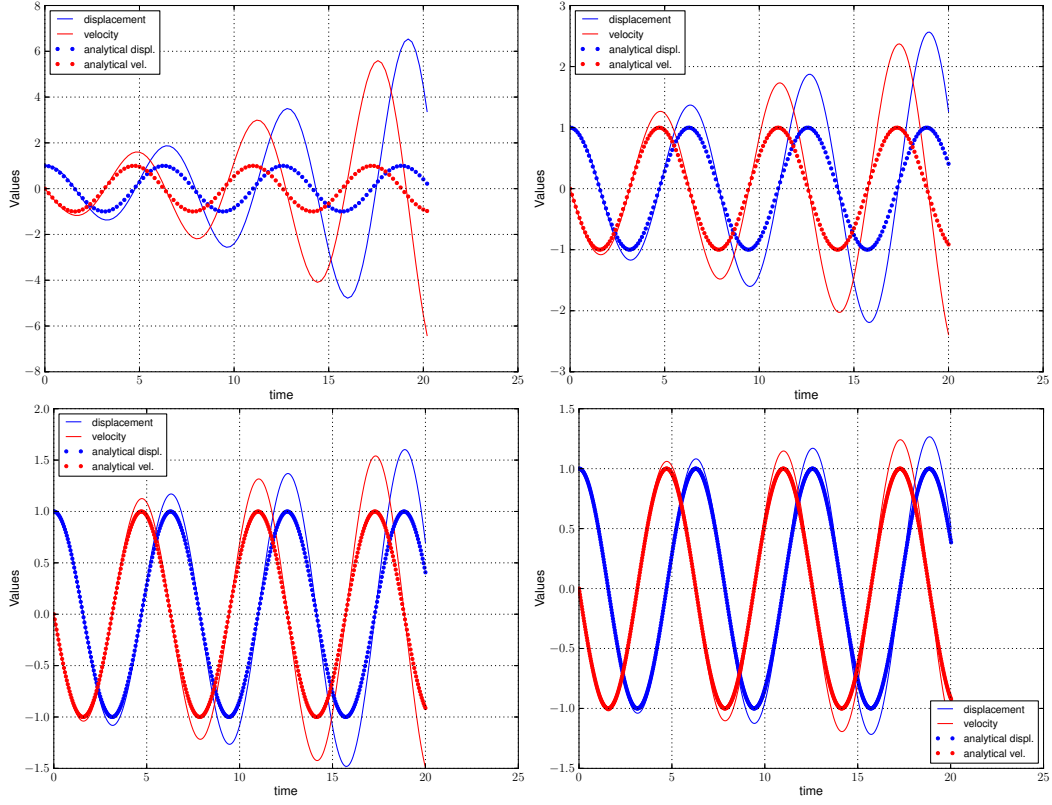 8
6
4
2
0
−2
−4
−6
−8
Values
displacement
velocity
analytical displ.
analytical vel.
0
5
10
15
20
25
time
3
2
1
0
−1
−2
−3
Values
displacement
velocity
analytical displ.
analytical vel.
0
5
10
15
20
25
time
2.0
1.5
1.0
0.5
0.0
−0.5
−1.0
−1.5
Values
displacement
velocity
analytical displ.
analytical vel.
0
5
10
15
20
25
time
1.5
1.0
0.5
0.0
−0.5
−1.0
−1.5
Values
displacement
velocity
analytical displ.
analytical vel.
0
5
10
15
20
25
time